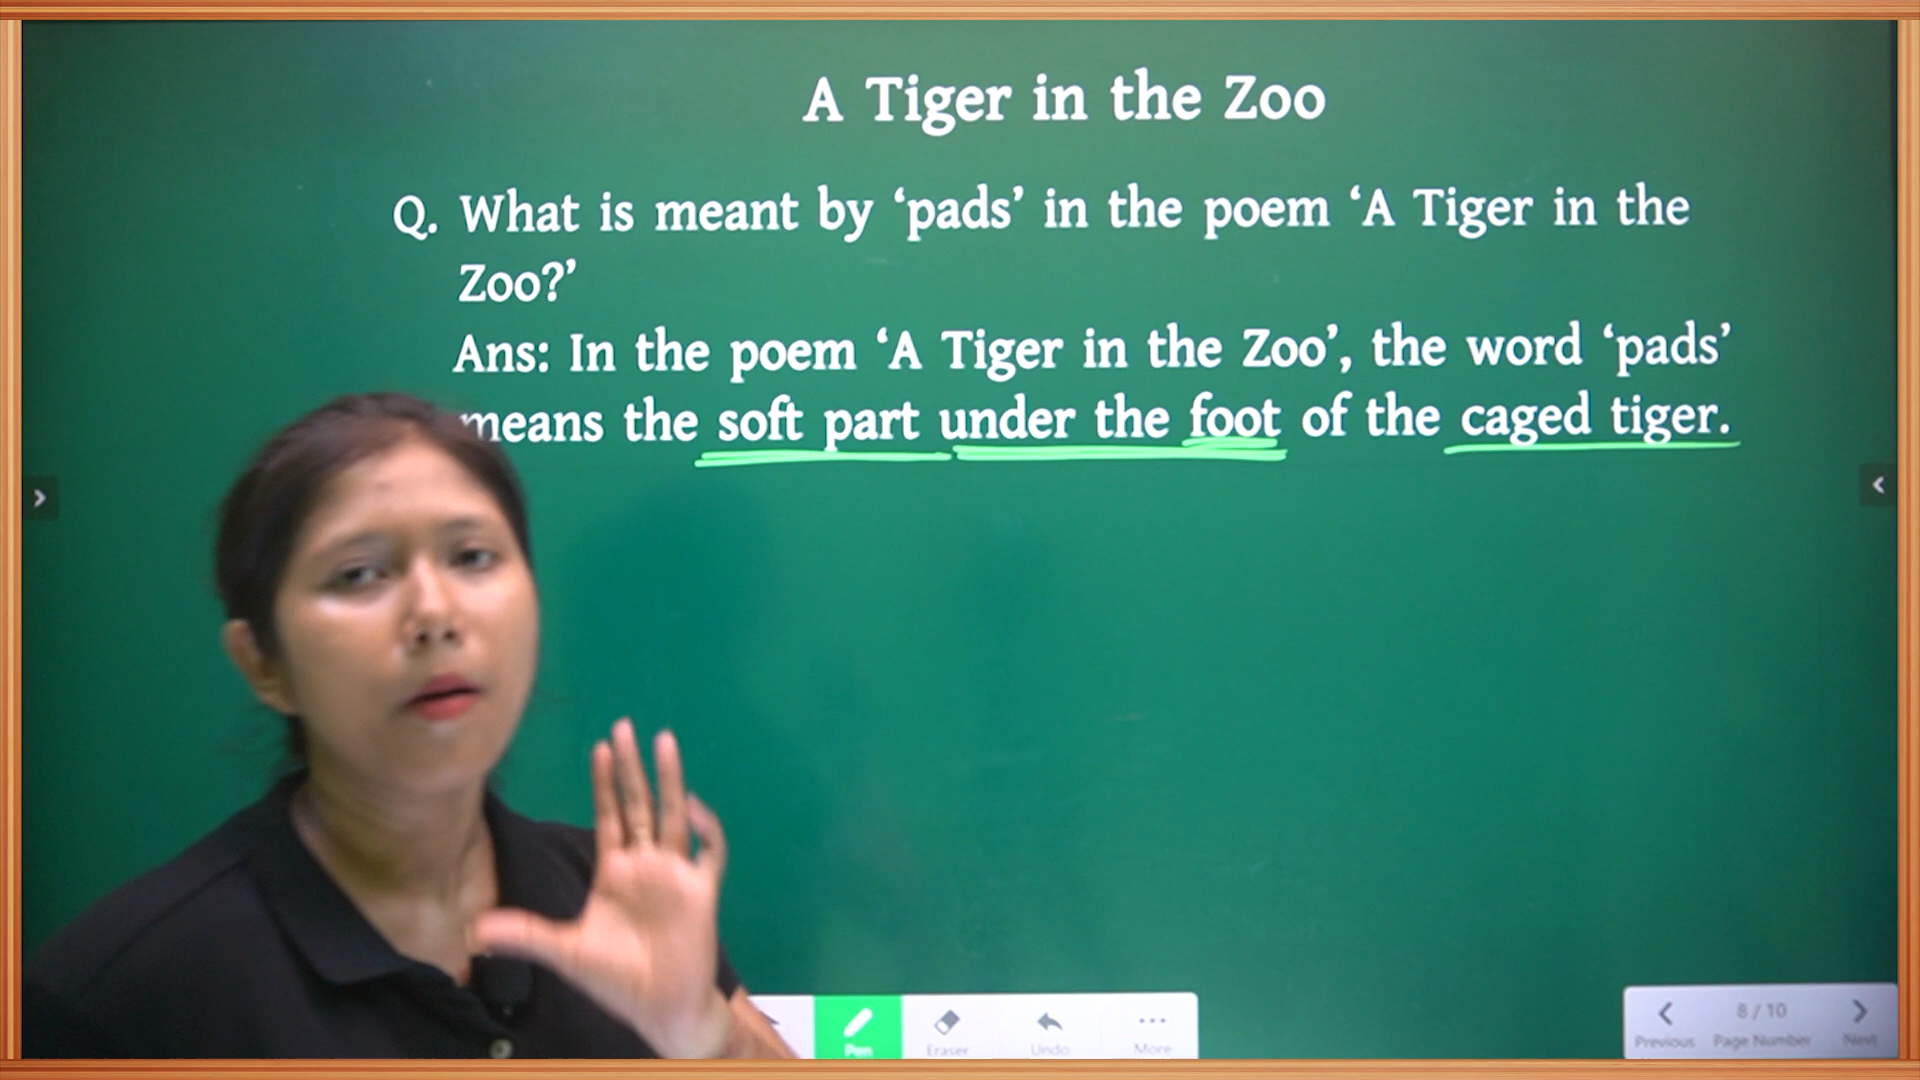 A Tiger in the Zoo
Q. What is meant by ‘pads’ in the poem ‘A Tiger in the
Zoo?’
Ans: In the poem ‘A Tiger in the Zoo’, the word ‘pads’
means the soft part under the foot of the caged tiger.
Pen Eraser Undo More
8 / 10
Previous Page Number Next